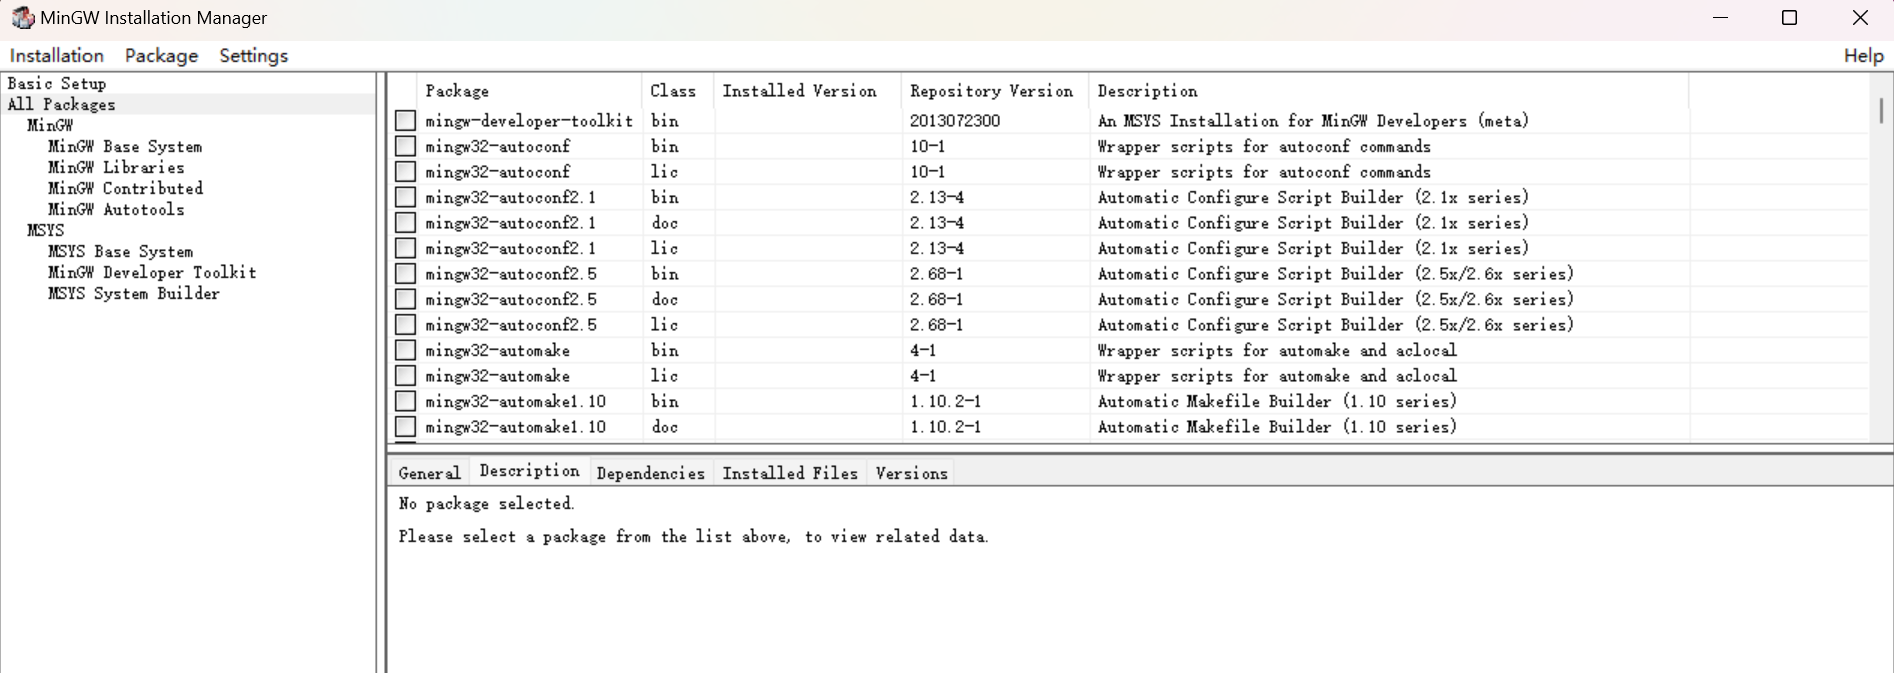 MinGW Installation Manager
Installation Package Settings Help
Basic Setup
All Packages
MinGW
MinGW Base System
MinGW Libraries
MinGW Contributed
MinGW Autotools
MSYS
MSYS Base System
MinGW Developer Toolkit
MSYS System Builder
Package Class Installed Version Repository Version Description
mingw-developer-toolkit bin 2013072300 An MSYS Installation for MinGW Developers (meta)
mingw32-autoconf bin 10-1 Wrapper scripts for autoconf commands
mingw32-autoconf lic 10-1 Wrapper scripts for autoconf commands
mingw32-autoconf2.1 bin 2.13-4 Automatic Configure Script Builder (2.1x series)
mingw32-autoconf2.1 doc 2.13-4 Automatic Configure Script Builder (2.1x series)
mingw32-autoconf2.1 lic 2.13-4 Automatic Configure Script Builder (2.1x series)
mingw32-autoconf2.5 bin 2.68-1 Automatic Configure Script Builder (2.5x/2.6x series)
mingw32-autoconf2.5 doc 2.68-1 Automatic Configure Script Builder (2.5x/2.6x series)
mingw32-autoconf2.5 lic 2.68-1 Automatic Configure Script Builder (2.5x/2.6x series)
mingw32-automake bin 4-1 Wrapper scripts for automake and aclocal
mingw32-automake lic 4-1 Wrapper scripts for automake and aclocal
mingw32-automake1.10 bin 1.10.2-1 Automatic Makefile Builder (1.10 series)
mingw32-automake1.10 doc 1.10.2-1 Automatic Makefile Builder (1.10 series)
General Description Dependencies Installed Files Versions
No package selected.
Please select a package from the list above, to view related data.